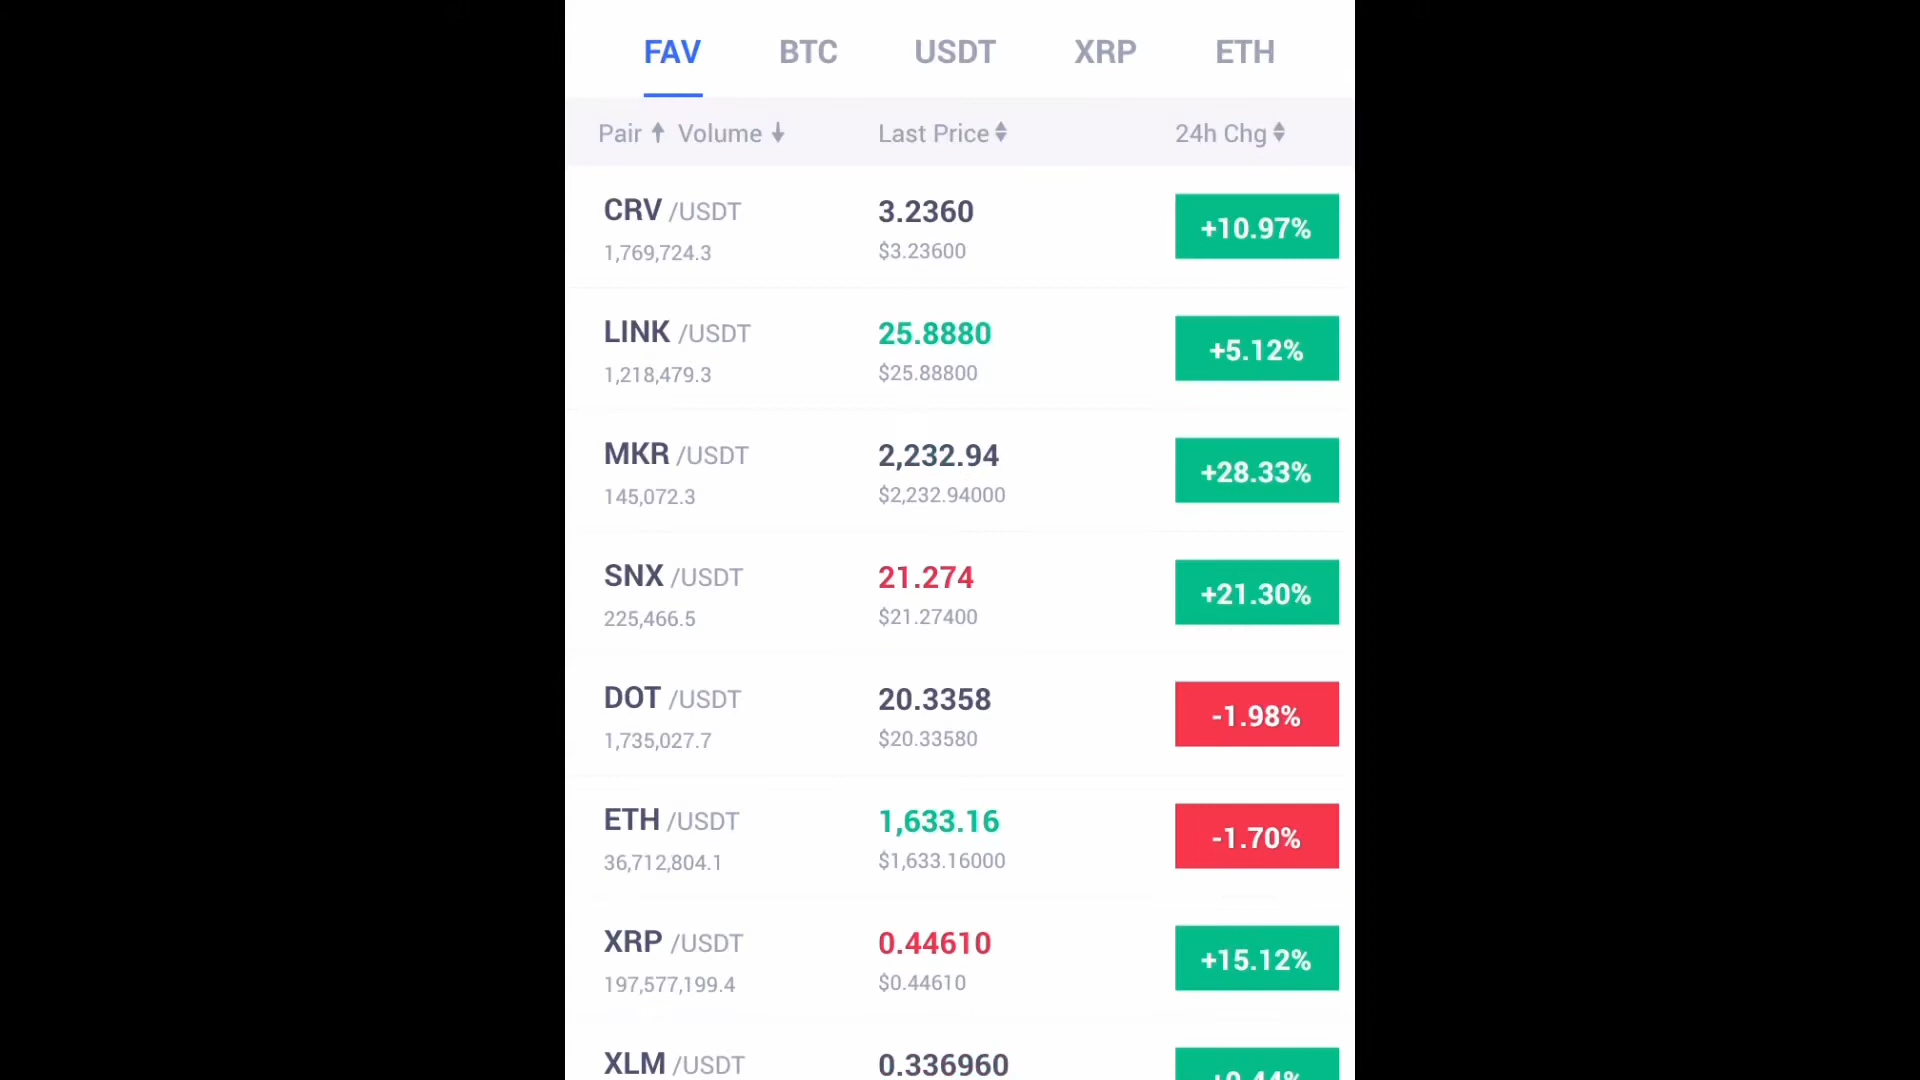 FAV BTC USDT XRP ETH
Pair Volume Last Price 24h Chg
CRV /USDT 3.2360 +10.97%
1,769,724.3 $3.23600
LINK /USDT 25.8880 +5.12%
1,218,479.3 $25.88800
MKR /USDT 2,232.94 +28.33%
145,072.3 $2,232.94000
SNX /USDT 21.274 +21.30%
225,466.5 $21.27400
DOT /USDT 20.3358 -1.98%
1,735,027.7 $20.33580
ETH /USDT 1,633.16 -1.70%
36,712,804.1 $1,633.16000
XRP /USDT 0.44610 +15.12%
197,577,199.4 $0.44610
XLM /USDT 0.336960